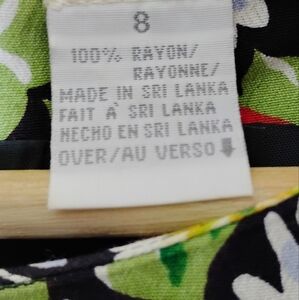 8
100% RAYON/
RAYONNE/
MADE IN SRI LANKA
FAIT À SRI LANKA
HECHO EN SRI LANKA
OVER/AU VERSO ⬇